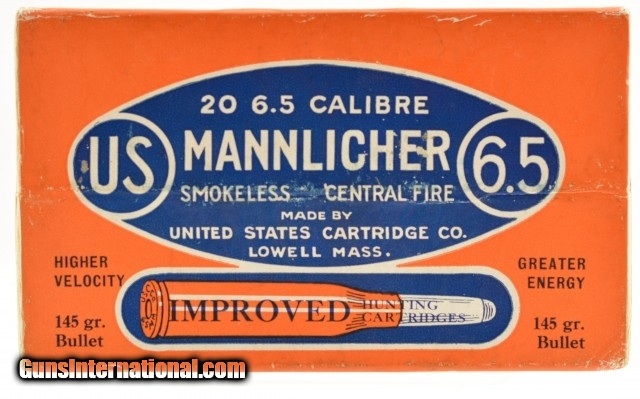 20 6.5 CALIBRE
US MANNLICHER 6.5
SMOKELESS CENTRAL FIRE
MADE BY
UNITED STATES CARTRIDGE CO.
LOWELL MASS.
HIGHER
VELOCITY
GREATER
ENERGY
US
IMPROVED HUNTING
CARTRIDGES
145 gr.
Bullet
145 gr.
Bullet
GunsInternational.com